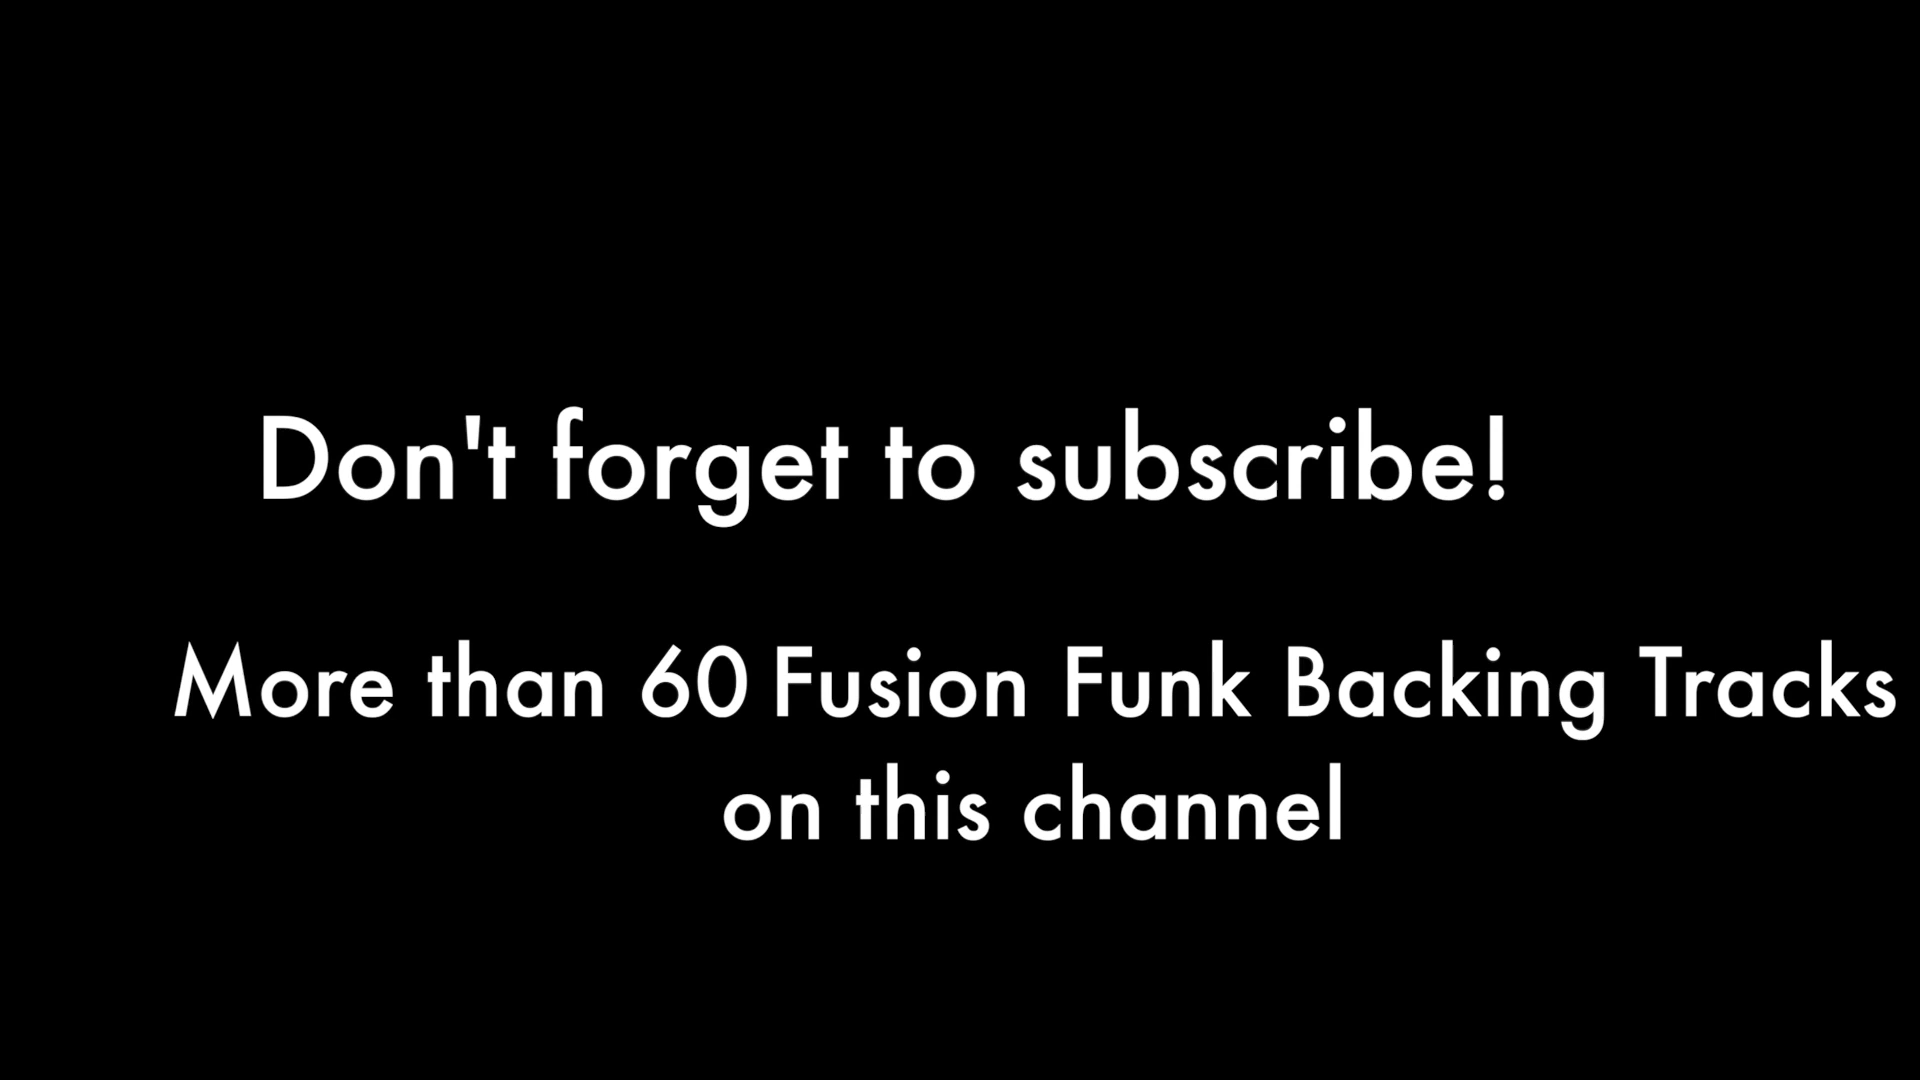 Don't forget to subscribe!
More than 60 Fusion Funk Backing Tracks
on this channel